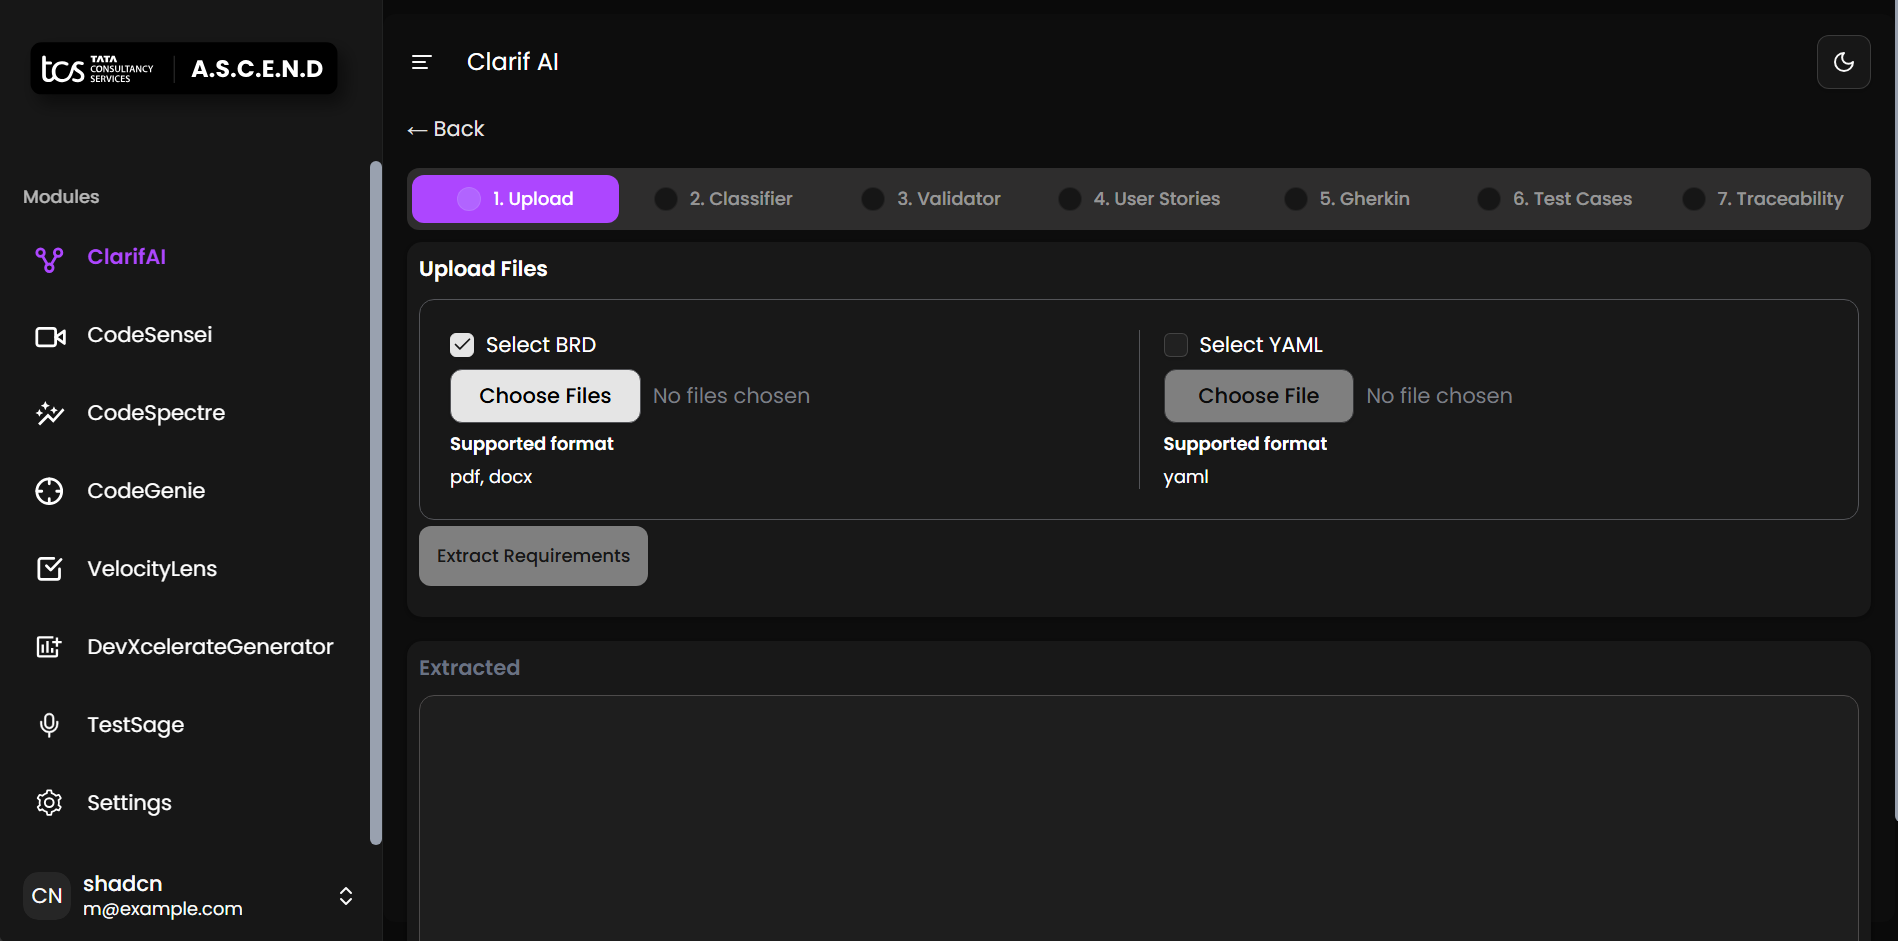 tcs TATA CONSULTANCY SERVICES A.S.C.E.N.D
Modules
ClarifAI
CodeSensei
CodeSpectre
CodeGenie
VelocityLens
DevXcelerateGenerator
TestSage
Settings
CN
shadcn
m@example.com
Clarif AI
← Back
1. Upload
2. Classifier
3. Validator
4. User Stories
5. Gherkin
6. Test Cases
7. Traceability
Upload Files
Select BRD
Choose Files No files chosen
Supported format
pdf, docx
Select YAML
Choose File No file chosen
Supported format
yaml
Extract Requirements
Extracted